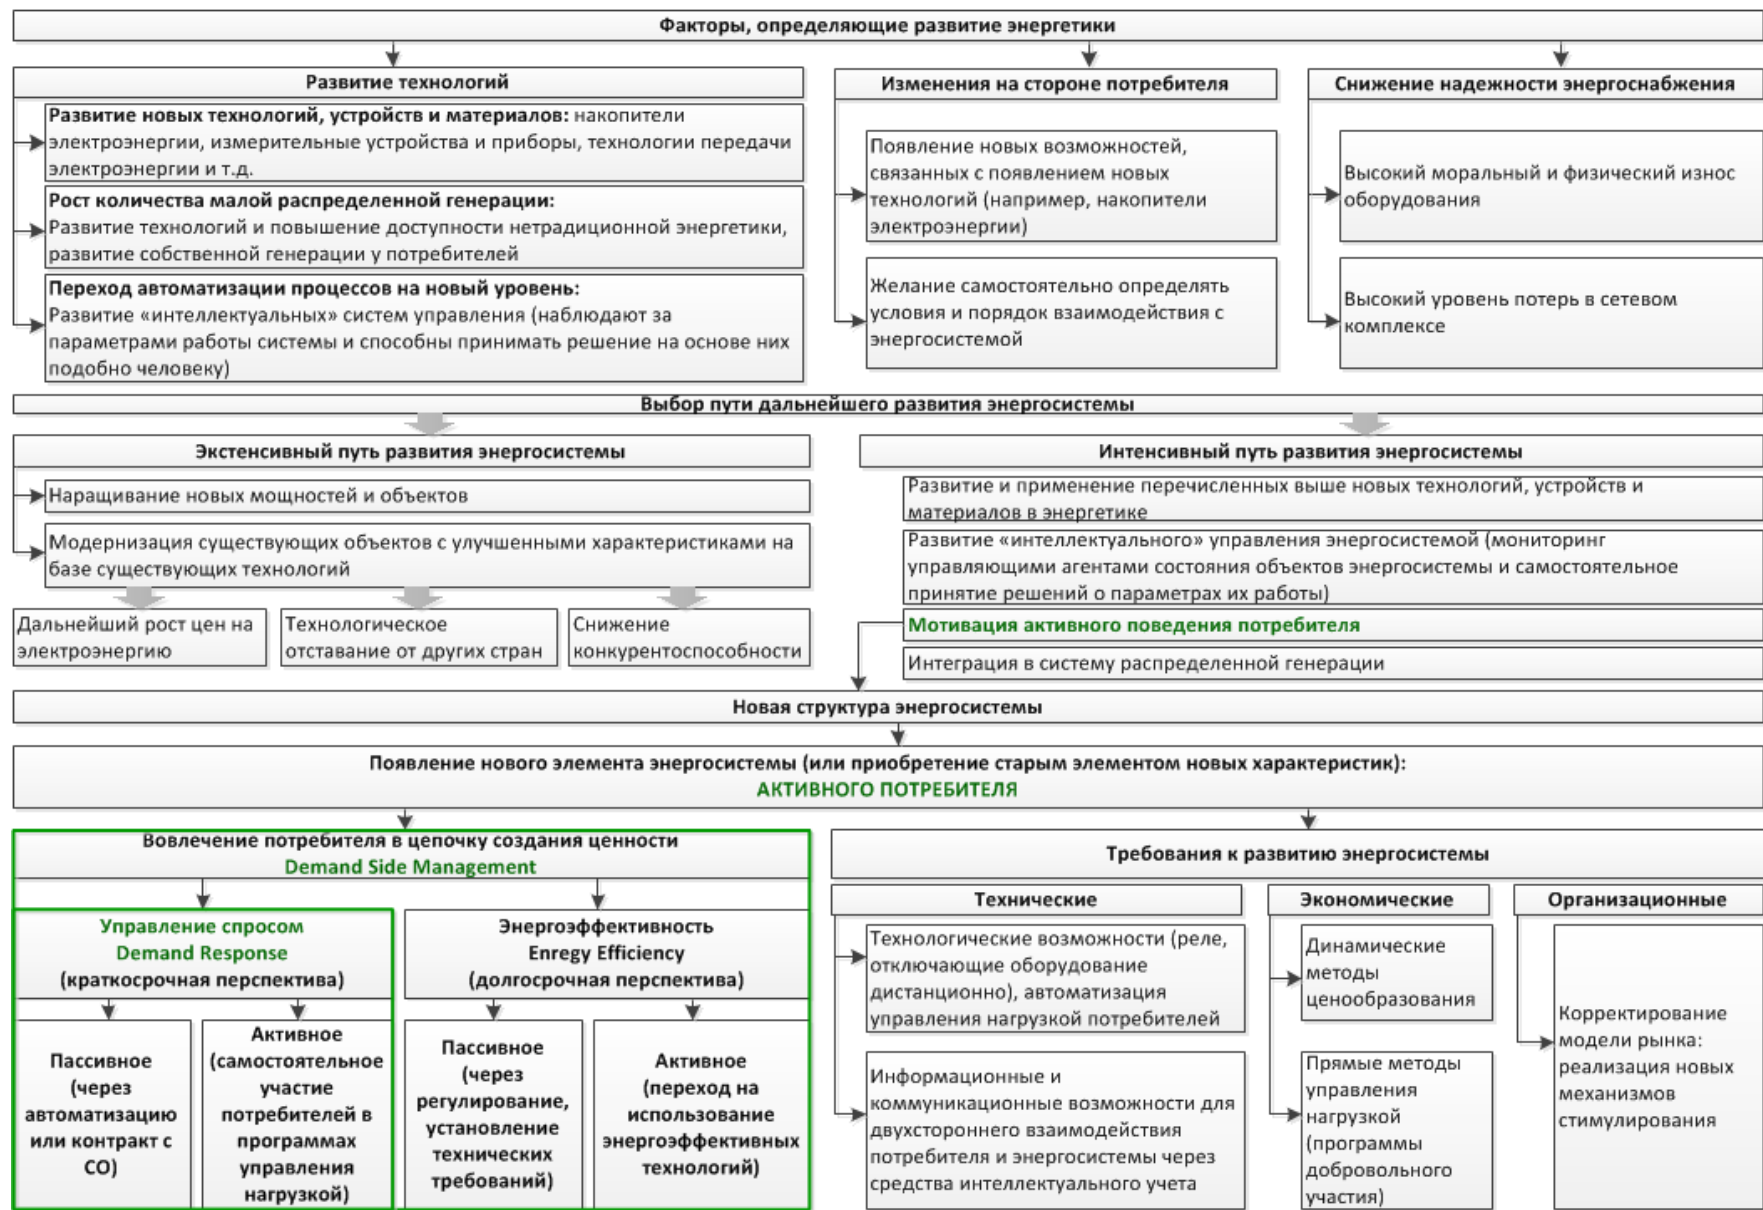 Факторы, определяющие развитие энергетики
Развитие технологий
Развитие новых технологий, устройств и материалов: накопители
электроэнергии, измерительные устройства и приборы, технологии передачи
электроэнергии и т.д.
Рост количества малой распределенной генерации:
Развитие технологий и повышение доступности нетрадиционной энергетики,
развитие собственной генерации у потребителей
Переход автоматизации процессов на новый уровень:
Развитие «интеллектуальных» систем управления (наблюдают за
параметрами работы системы и способны принимать решение на основе них
подобно человеку)
Изменения на стороне потребителя
Появление новых возможностей,
связанных с появлением новых
технологий (например, накопители
электроэнергии)
Желание самостоятельно определять
условия и порядок взаимодействия с
энергосистемой
Снижение надежности энергоснабжения
Высокий моральный и физический износ
оборудования
Высокий уровень потерь в сетевом
комплексе
Выбор пути дальнейшего развития энергосистемы
Экстенсивный путь развития энергосистемы
Наращивание новых мощностей и объектов
Модернизация существующих объектов с улучшенными характеристиками на
базе существующих технологий
Дальнейший рост цен на
электроэнергию
Технологическое
отставание от других стран
Снижение
конкурентоспособности
Интенсивный путь развития энергосистемы
Развитие и применение перечисленных выше новых технологий, устройств и
материалов в энергетике
Развитие «интеллектуального» управления энергосистемой (мониторинг
управляющими агентами состояния объектов энергосистемы и самостоятельное
принятие решений о параметрах их работы)
Мотивация активного поведения потребителя
Интеграция в систему распределенной генерации
Новая структура энергосистемы
Появление нового элемента энергосистемы (или приобретение старым элементом новых характеристик):
АКТИВНОГО ПОТРЕБИТЕЛЯ
Вовлечение потребителя в цепочку создания ценности
Demand Side Management
Управление спросом
Demand Response
(краткосрочная перспектива)
Энергоэффективность
Enregy Efficiency
(долгосрочная перспектива)
Пассивное
(через
автоматизацию
или контракт с
СО)
Активное
(самостоятельное
участие
потребителей в
программах
управления
нагрузкой)
Пассивное
(через
регулирование,
установление
технических
требований)
Активное
(переход на
использование
энергоэффективных
технологий)
Требования к развитию энергосистемы
Технические
Технологические возможности (реле,
отключающие оборудование
дистанционно), автоматизация
управления нагрузкой потребителей
Информационные и
коммуникационные возможности для
двухстороннего взаимодействия
потребителя и энергосистемы через
средства интеллектуального учета
Экономические
Динамические
методы
ценообразования
Прямые методы
управления
нагрузкой
(программы
добровольного
участия)
Организационные
Корректирование
модели рынка:
реализация новых
механизмов
стимулирования